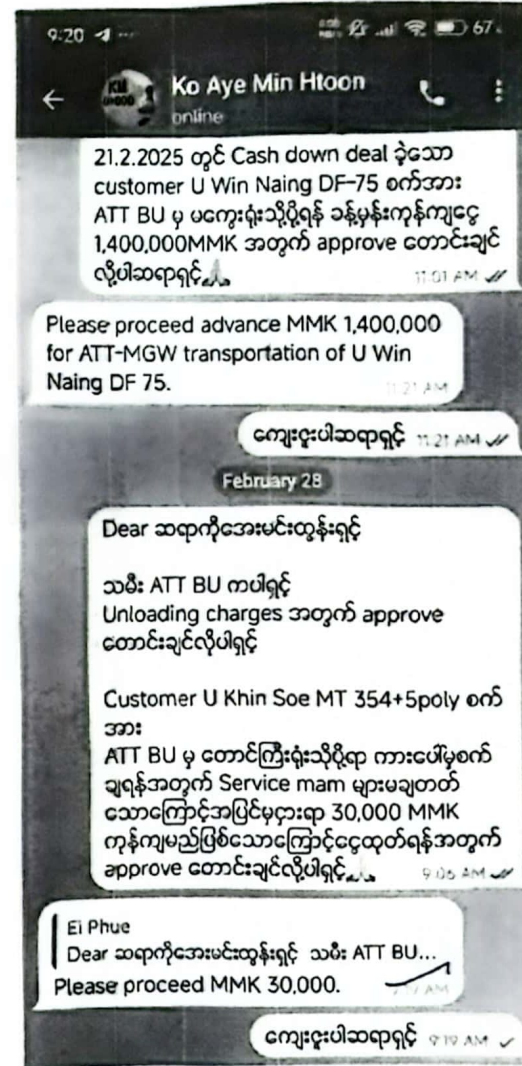 9:20
67
Ko Aye Min Htoon
online
21.2.2025 တွင် Cash down deal ခဲ့သော
customer U Win Naing DF-75 စက်အား
ATT BU မှ မကွေးရုံးသို့ပို့ရန် ခန့်မှန်းကုန်ကျငွေ
1,400,000MMK အတွက် approve တောင်းချင်
လို့ပါဆရာရှင့်🙏
11:01 AM
Please proceed advance MMK 1,400,000
for ATT-MGW transportation of U Win
Naing DF 75.
11:21 AM
ကျေးဇူးပါဆရာရှင့် 11:21 AM
February 28
Dear ဆရာကိုအေးမင်းထွန်းရှင့်
သမီး ATT BU ကပါရှင့်
Unloading charges အတွက် approve
တောင်းချင်လိုပါရှင့်
Customer U Khin Soe MT 354+5poly စက်
အား
ATT BU မှ တောင်ကြီးရုံးသိုပို့ရာ ကားပေါ်မှစက်
ချရန်အတွက် Service mam များမချတတ်
သောကြောင့်အပြင်မှငှားရာ 30,000 MMK
ကုန်ကျမည်ဖြစ်သောကြောင့်ငွေထုတ်ရန်အတွက်
approve တောင်းချင်လို့ပါရှင့်🙏
9:06 AM
Ei Phue
Dear ဆရာကိုအေးမင်းထွန်းရှင့် သမီး ATT BU...
Please proceed MMK 30,000.
ကျေးဇူးပါဆရာရှင့် 9:19 AM